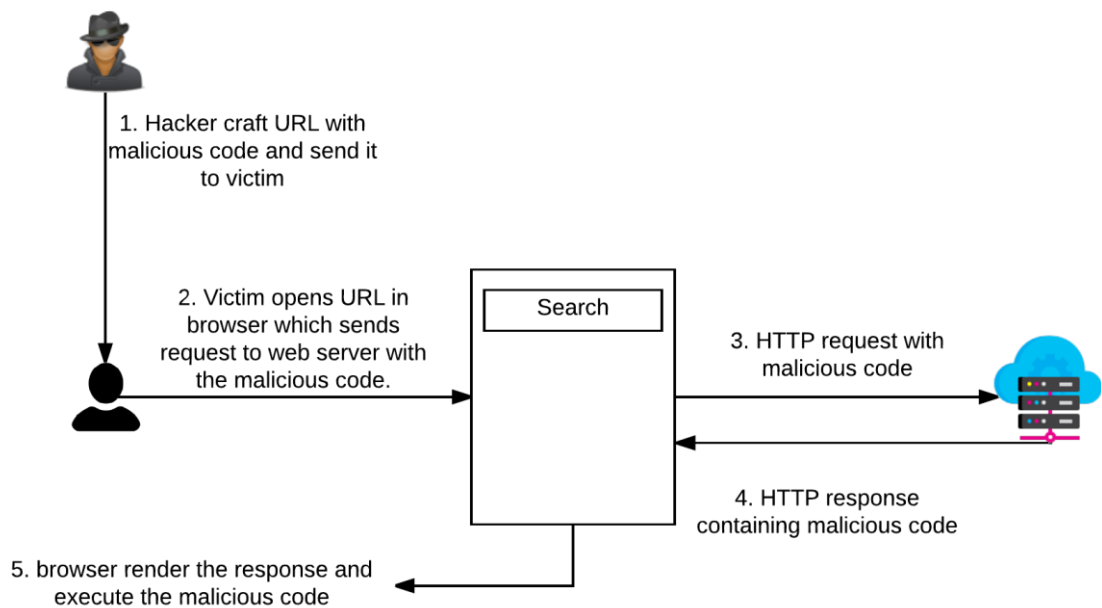 1. Hacker craft URL with
malicious code and send it
to victim
2. Victim opens URL in
browser which sends
request to web server with
the malicious code.
Search
3. HTTP request with
malicious code
4. HTTP response
containing malicious code
5. browser render the response and
execute the malicious code